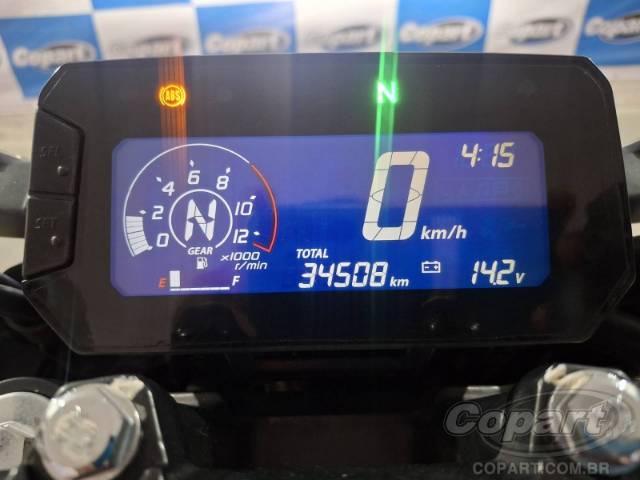 Copart Copart Copart
Copart Copart
ABS N
SEL
SET
4:15
0 km/h
0 2 4 6 8 10 12
N
GEAR
x1000
r/min
E F
TOTAL
34508 km
14.2 v
Copart
COPART.COM.BR